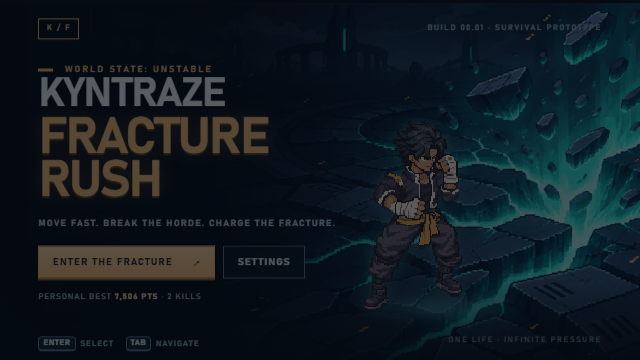 K / F
BUILD 00.01 · SURVIVAL PROTOTYPE
WORLD STATE: UNSTABLE
KYNTRAZE
FRACTURE
RUSH
MOVE FAST. BREAK THE HORDE. CHARGE THE FRACTURE.
ENTER THE FRACTURE ↗
SETTINGS
PERSONAL BEST 7,506 PTS · 2 KILLS
ENTER SELECT TAB NAVIGATE
ONE LIFE · INFINITE PRESSURE